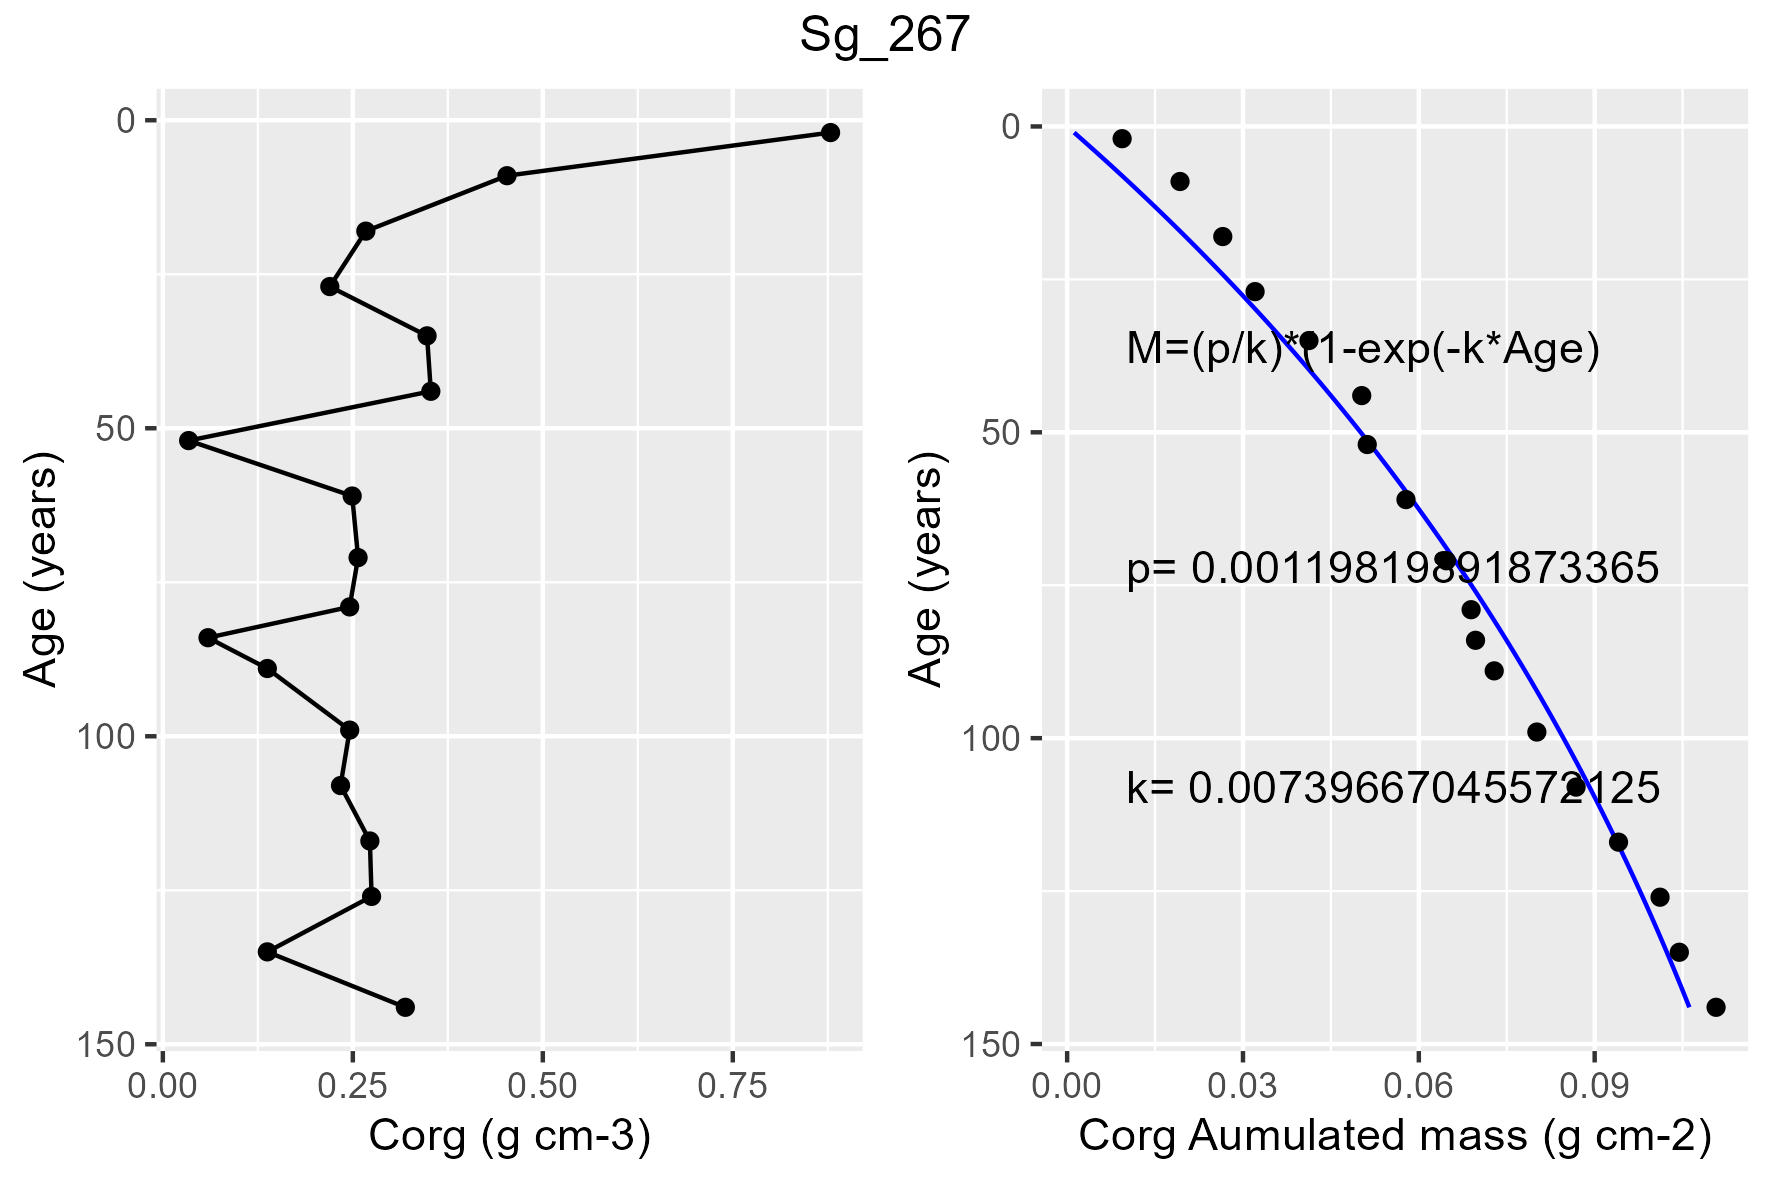 Sg_267
0
50
100
150
Age (years)
0.00 0.25 0.50 0.75
Corg (g cm-3)
0
50
100
150
Age (years)
M=(p/k)*(1-exp(-k*Age)
p= 0.00119819891873365
k= 0.00739667045572125
0.00 0.03 0.06 0.09
Corg Aumulated mass (g cm-2)